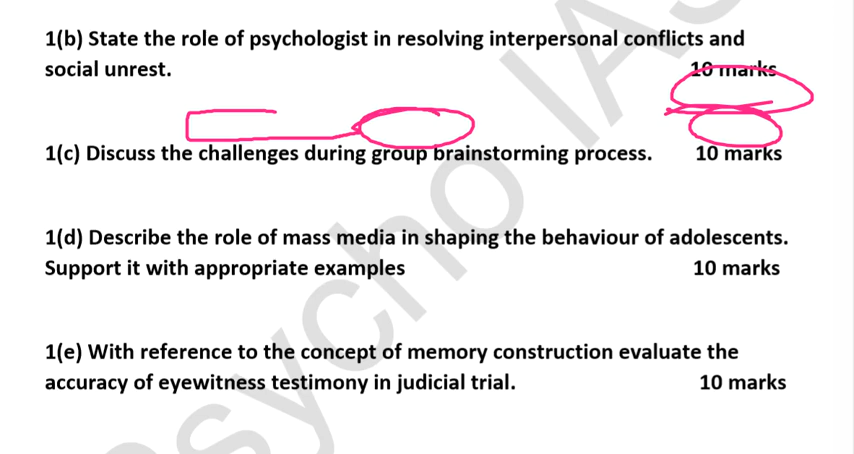 1(b) State the role of psychologist in resolving interpersonal conflicts and
social unrest. 10 marks
1(c) Discuss the challenges during group brainstorming process. 10 marks
1(d) Describe the role of mass media in shaping the behaviour of adolescents.
Support it with appropriate examples 10 marks
1(e) With reference to the concept of memory construction evaluate the
accuracy of eyewitness testimony in judicial trial. 10 marks